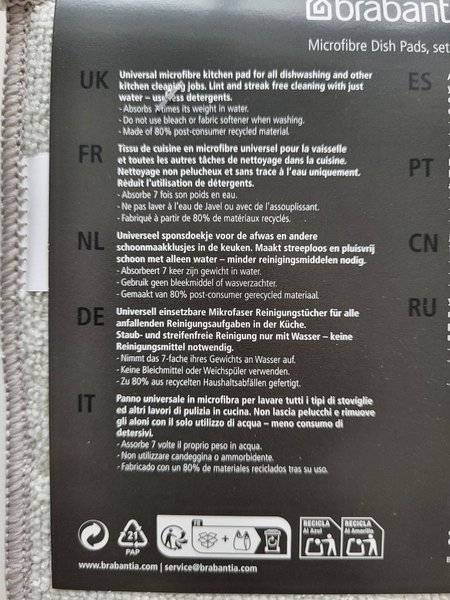 brabantia
Microfibre Dish Pads, set
UK
Universal microfibre kitchen pad for all dishwashing and other
kitchen cleaning jobs. Lint and streak free cleaning with just
water – use less detergents.
- Absorbs 7 times its weight in water.
- Do not use bleach or fabric softener when washing.
- Made of 80% post-consumer recycled material.
FR
Tissu de cuisine en microfibre universel pour la vaisselle
et toutes les autres tâches de nettoyage dans la cuisine.
Nettoyage non pelucheux et sans trace à l'eau uniquement.
Réduit l'utilisation de détergents.
- Absorbe 7 fois son poids en eau.
- Ne pas laver à l'eau de Javel ou avec de l'assouplissant.
- Fabriqué à partir de 80% de matériaux recyclés.
NL
Universeel sponsdoekje voor de afwas en andere
schoonmaakklusjes in de keuken. Maakt streeploos en pluisvrij
schoon met alleen water – minder reinigingsmiddelen nodig.
- Absorbeert 7 keer zijn gewicht in water.
- Gebruik geen bleekmiddel of wasverzachter.
- Gemaakt van 80% post-consumer gerecycled materiaal.
DE
Universell einsetzbare Mikrofaser Reinigungstücher für alle
anfallenden Reinigungsaufgaben in der Küche.
Staub- und streifenfreie Reinigung nur mit Wasser – keine
Reinigungsmittel notwendig.
- Nimmt das 7-fache ihres Gewichts an Wasser auf.
- Keine Bleichmittel oder Weichspüler verwenden.
- Zu 80% aus recycelten Haushaltsabfällen gefertigt.
IT
Panno universale in microfibra per lavare tutti i tipi di stoviglie
ed altri lavori di pulizia in cucina. Non lascia pelucchi e rimuove
gli aloni con il solo utilizzo di acqua – meno consumo di
detersivi.
- Assorbe 7 volte il proprio peso in acqua.
- Non utilizzare candeggina o ammorbidente.
- Fabbricato con un 80% di materiales reciclados tras su uso.
ES
PT
CN
RU
21
PAP
FR
+
RECICLA
Al Azul
RECICLA
Al Amarillo
www.brabantia.com | service@brabantia.com